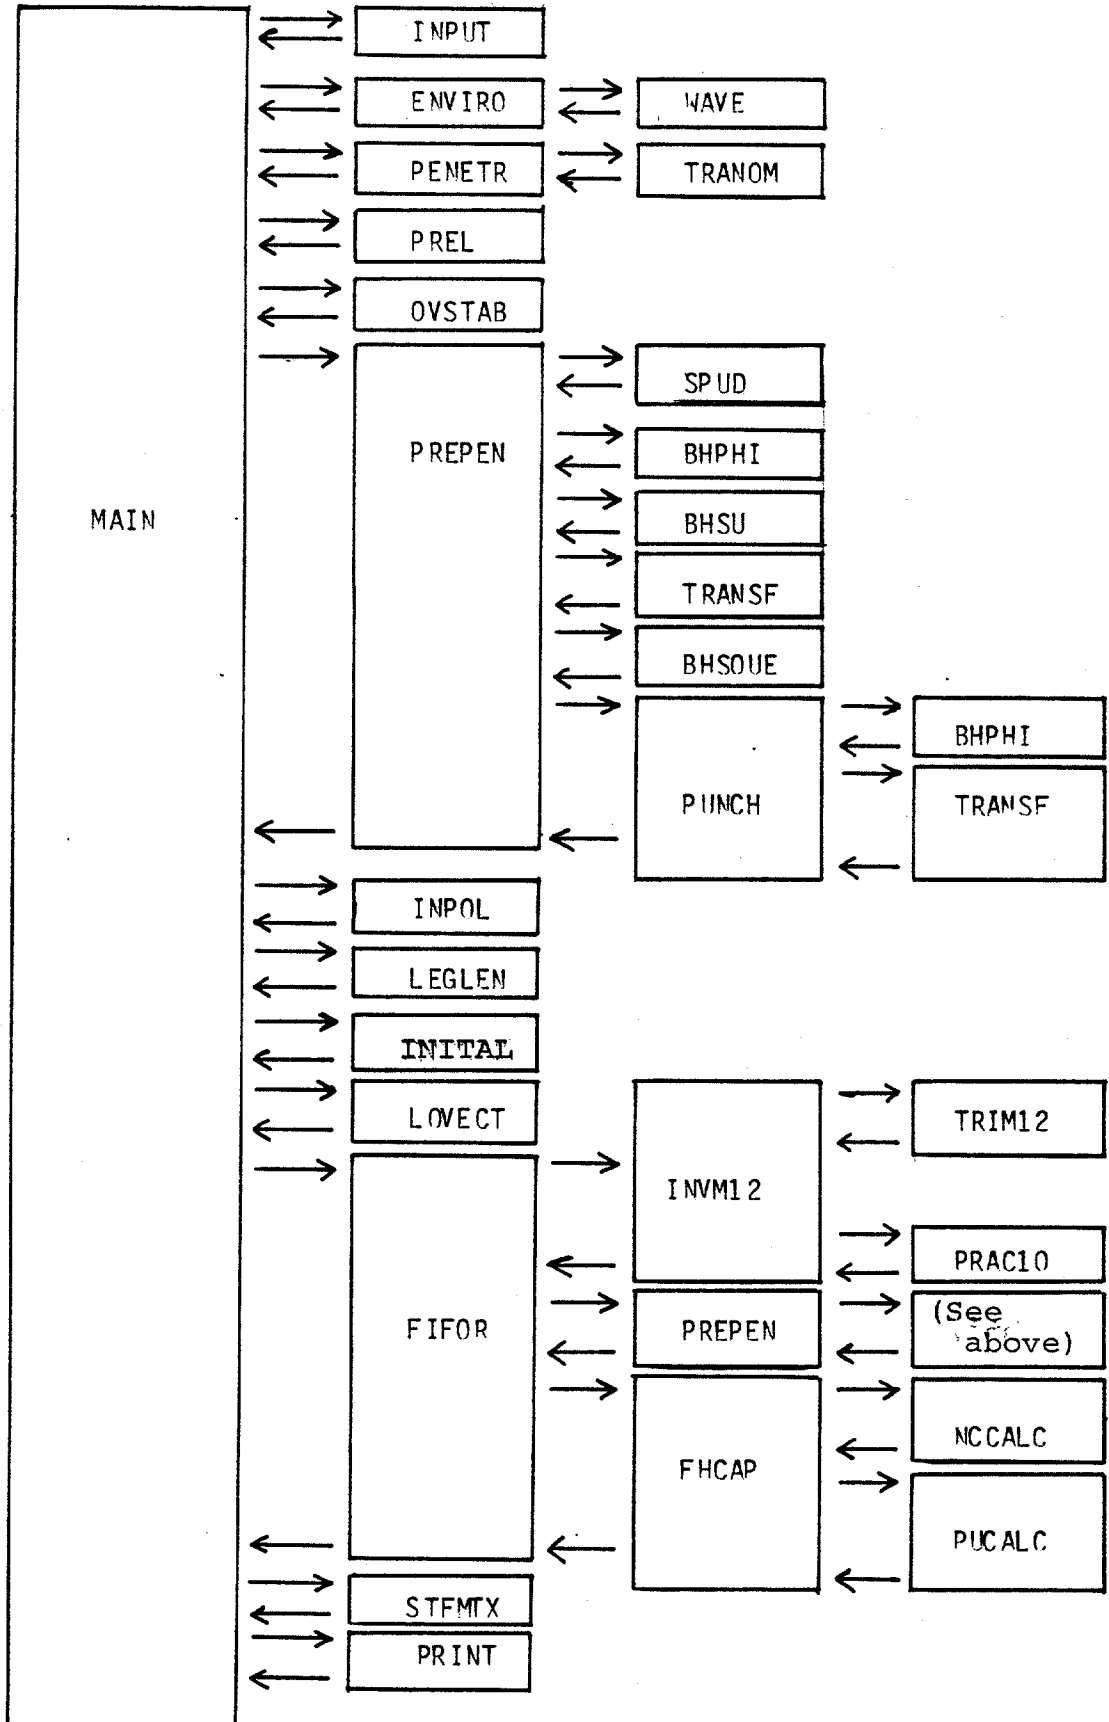 INPUT
ENVIRO
WAVE
PENETR
TRANOM
PREL
OVSTAB
SPUD
PREPEN
BHPHI
MAIN
BHSU
TRANSF
BHSOUE
BHPHI
PUNCH
TRANSF
INPOL
LEGLEN
INITAL
LOVECT
TRIM12
INVM12
PRAC10
FIFOR
PREPEN
(See
above)
FHCAP
NCCALC
PUCALC
STFMTX
PRINT